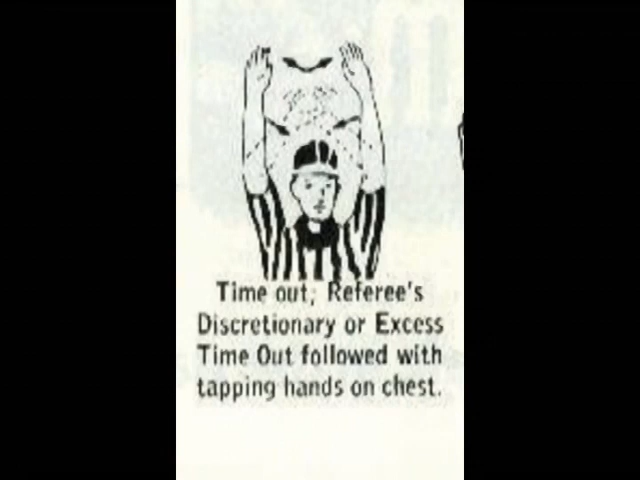 Time out; Referee's
Discretionary or Excess
Time Out followed with
tapping hands on chest.